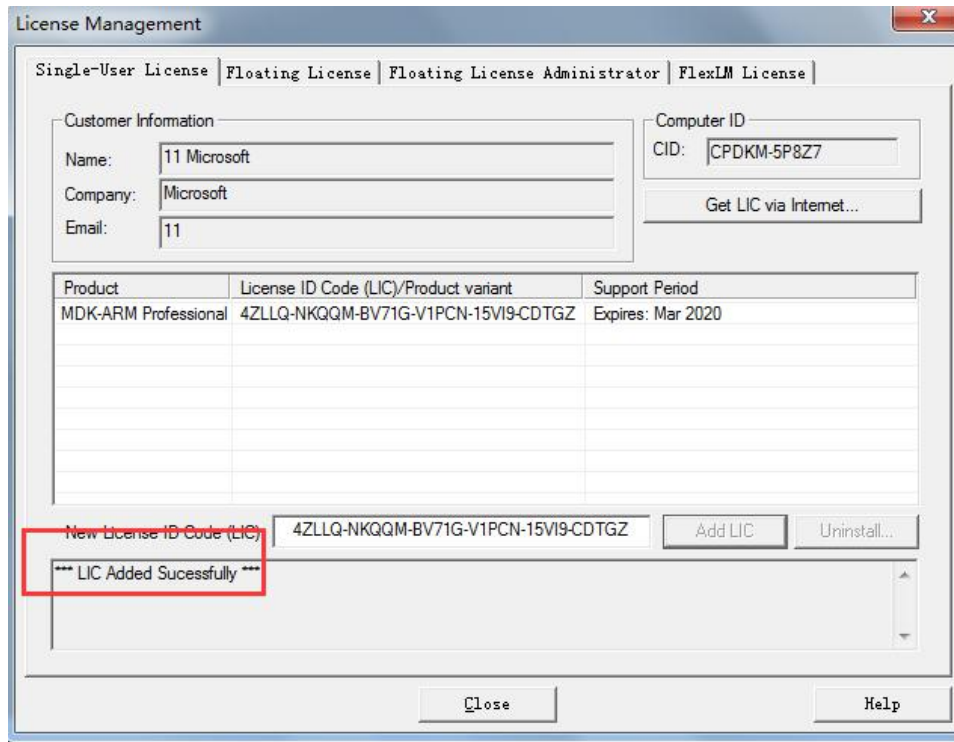 License Management
Single-User License Floating License Floating License Administrator FlexLM License
Customer Information
Name: 11 Microsoft
Company: Microsoft
Email: 11
Computer ID
CID: CPDKM-5P8Z7
Get LIC via Internet...
Product License ID Code (LIC)/Product variant Support Period
MDK-ARM Professional 4ZLLQ-NKQQM-BV71G-V1PCN-15VI9-CDTGZ Expires: Mar 2020
New License ID Code (LIC) 4ZLLQ-NKQQM-BV71G-V1PCN-15VI9-CDTGZ Add LIC Uninstall...
*** LIC Added Sucessfully ***
Close Help